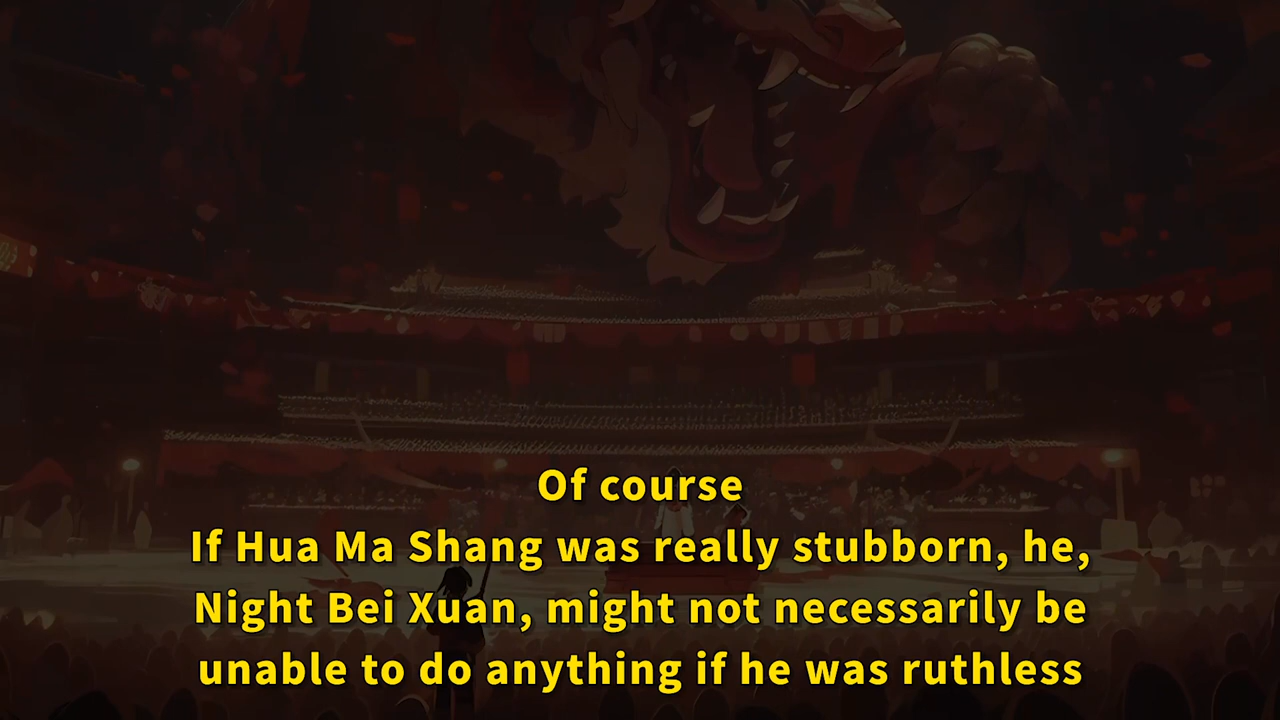 Of course
If Hua Ma Shang was really stubborn, he,
Night Bei Xuan, might not necessarily be
unable to do anything if he was ruthless